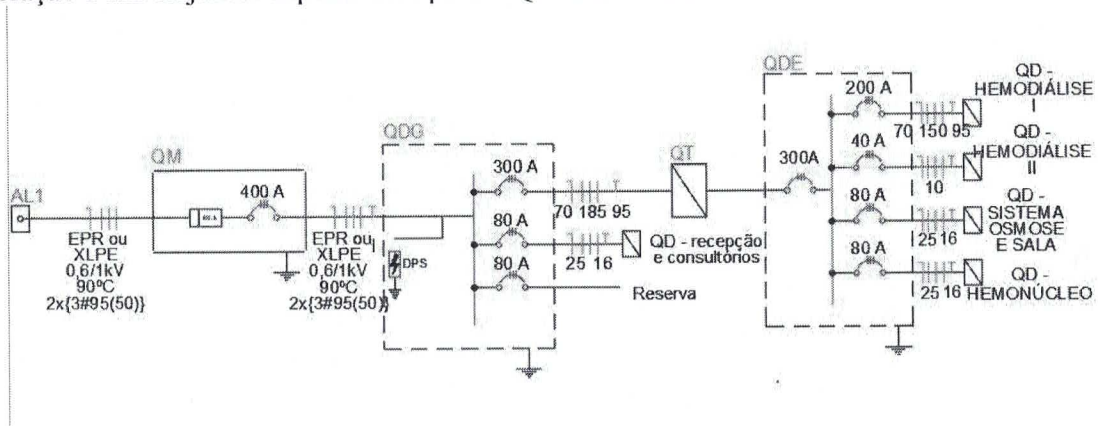 QDE
QD -
HEMODIÁLISE
I
200 A
70 150 95
QD -
HEMODIÁLISE
II
40 A
10
QD -
SISTEMA
OSMOSE
E SALA
80 A
25 16
QD -
HEMONÚCLEO
80 A
25 16
300A
QT
QDG
300 A
70 185 95
80 A
25 16
QD - recepção
e consultórios
80 A
Reserva
DPS
QM
400 A
AL1
EPR ou
XLPE
0,6/1kV
90ºC
2x{3#95(50)}
EPR ou
XLPE
0,6/1kV
90ºC
2x{3#95(50)}